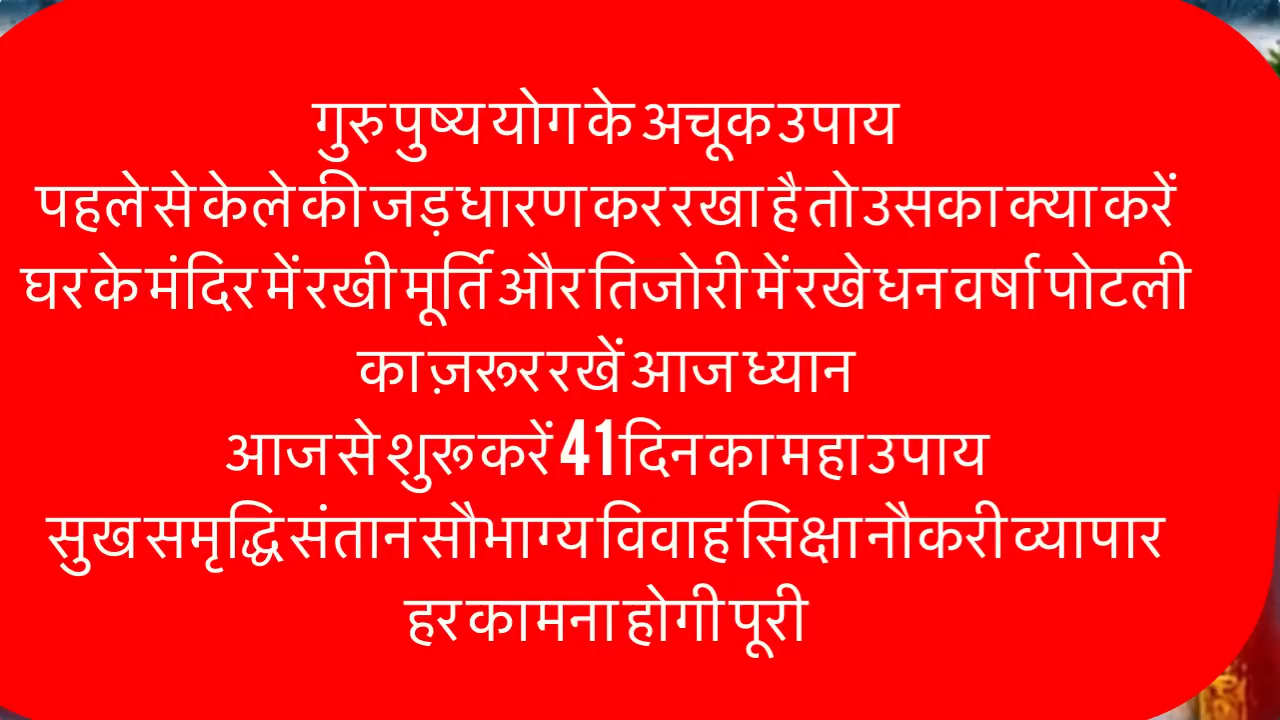 गुरु पुष्य योग के अचूक उपाय
पहले से केले की जड़ धारण कर रखा है तो उसका क्या करें
घर के मंदिर में रखी मूर्ति और तिजोरी में रखे धन वर्षा पोटली
का ज़रूर रखें आज ध्यान
आज से शुरू करें 41 दिन का महा उपाय
सुख समृद्धि संतान सौभाग्य विवाह सिक्षा नौकरी व्यापार
हर कामना होगी पूरी